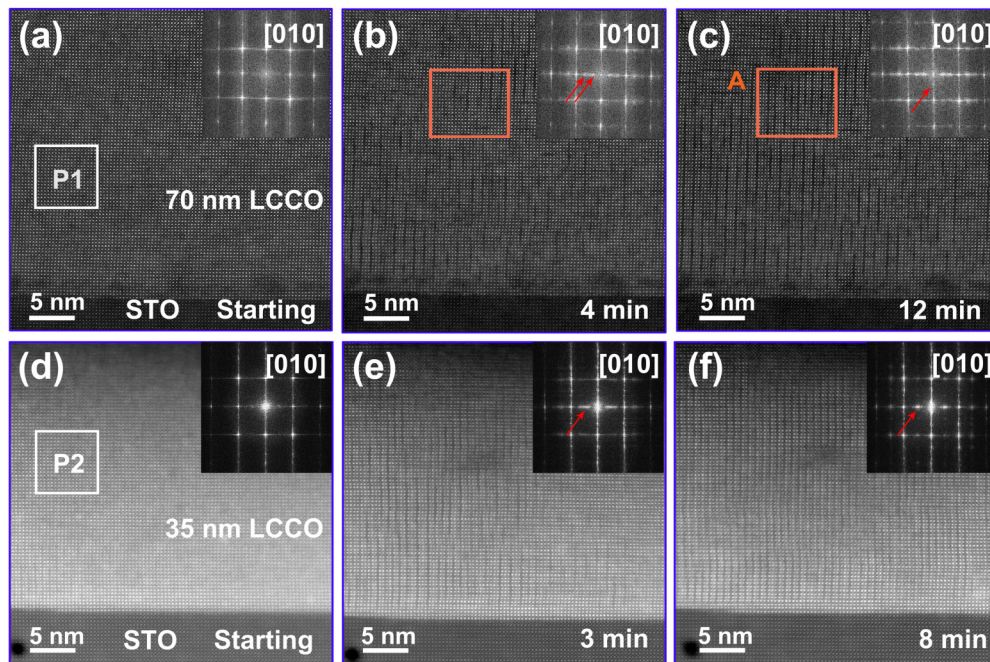 (a) [010]
P1
70 nm LCCO
5 nm STO Starting
(b) [010]
5 nm 4 min
(c) [010]
A
5 nm 12 min
(d) [010]
P2
35 nm LCCO
5 nm STO Starting
(e) [010]
5 nm 3 min
(f) [010]
5 nm 8 min